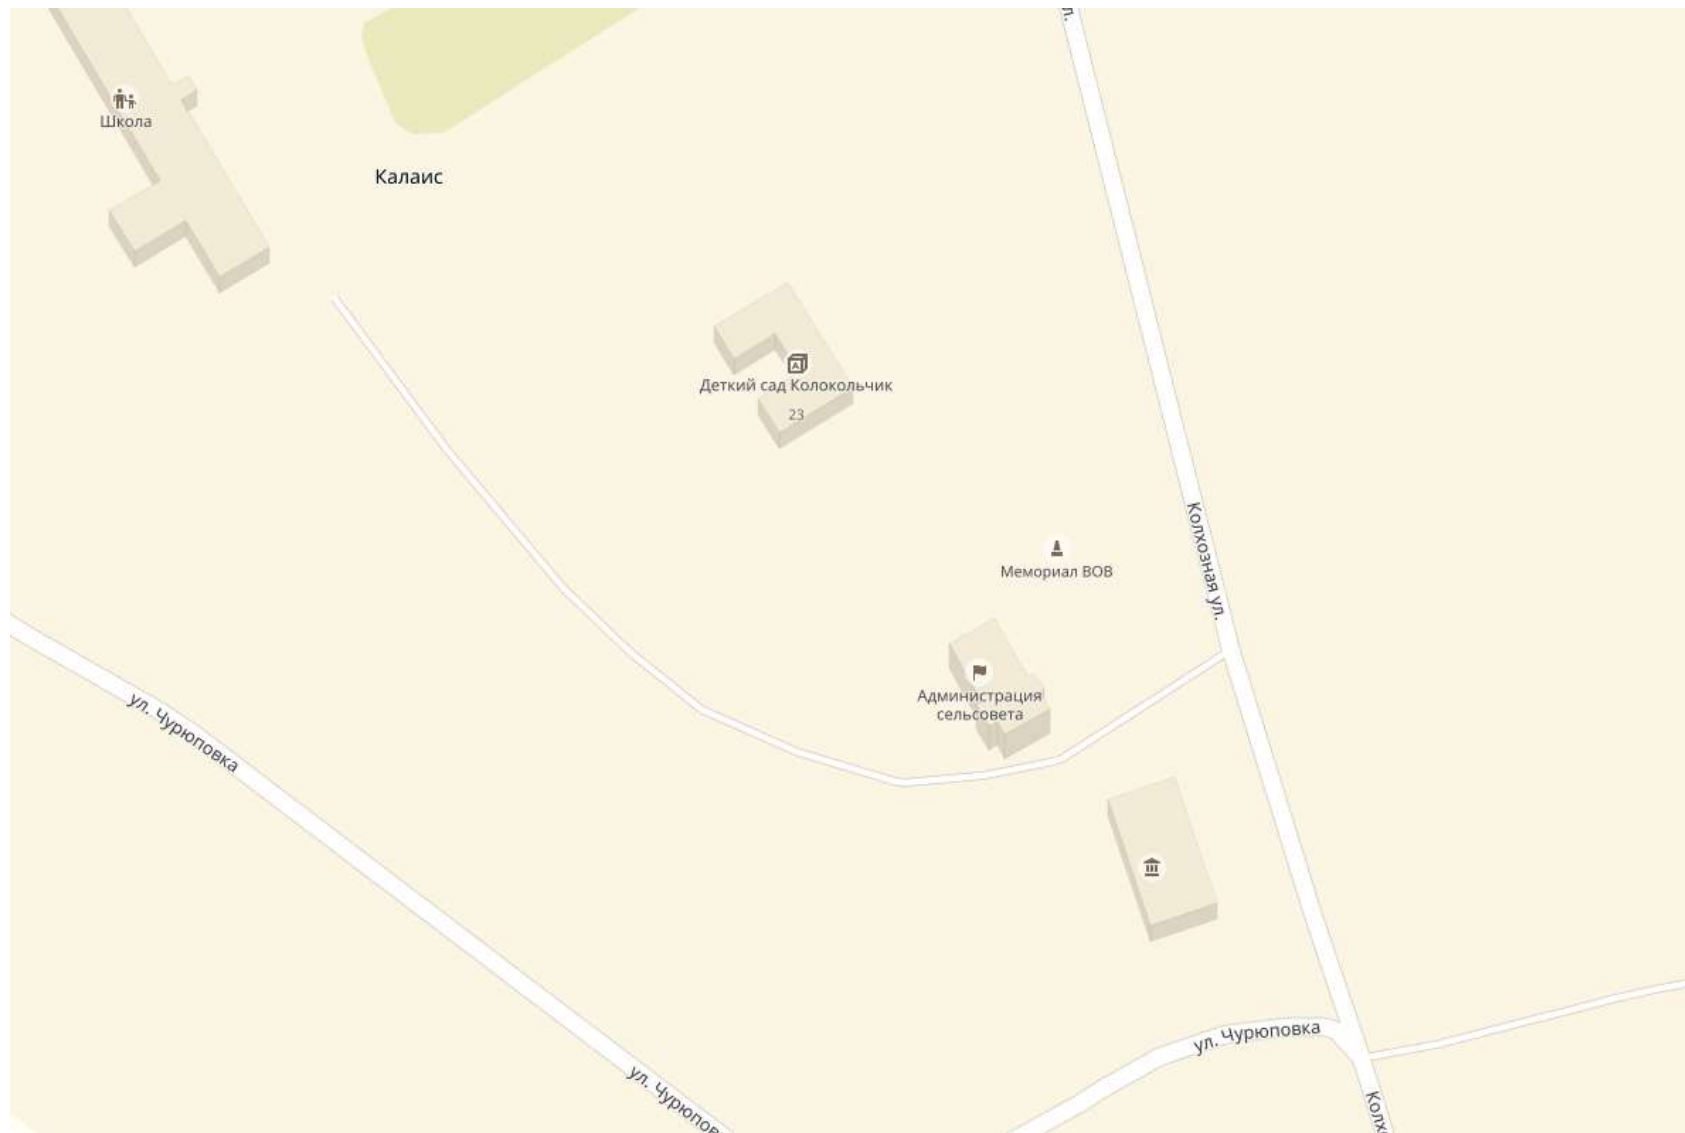 Школа
Калаис
Деткий сад Колокольчик
23
Колхозная ул.
Мемориал ВОВ
Администрация
сельсовета
ул. Чурюповка
ул. Чурюповка